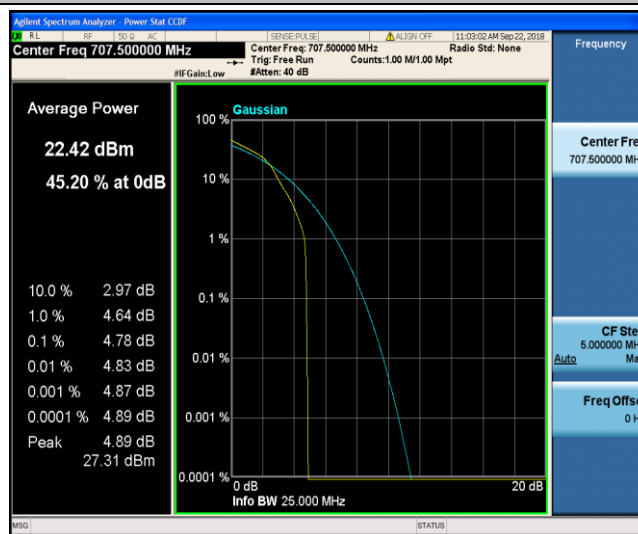 Agilent Spectrum Analyzer - Power Stat CCDF
RL RF 50 Ω AC SENSE:PULSE ALIGN OFF 11:03:02 AM Sep 22, 2018
Center Freq 707.500000 MHz
Center Freq: 707.500000 MHz Radio Std: None
Trig: Free Run Counts:1.00 M/1.00 Mpt
#IFGain:Low #Atten: 40 dB
Frequency
Average Power
22.42 dBm
45.20 % at 0dB
10.0 % 2.97 dB
1.0 % 4.64 dB
0.1 % 4.78 dB
0.01 % 4.83 dB
0.001 % 4.87 dB
0.0001 % 4.89 dB
Peak 4.89 dB
27.31 dBm
Gaussian
100 %
10 %
1 %
0.1 %
0.01 %
0.001 %
0.0001 %
0 dB 20 dB
Info BW 25.000 MHz
Center Fre
707.500000 MH
CF Ste
5.000000 MH
Auto Ma
Freq Offse
0 H
MSG STATUS